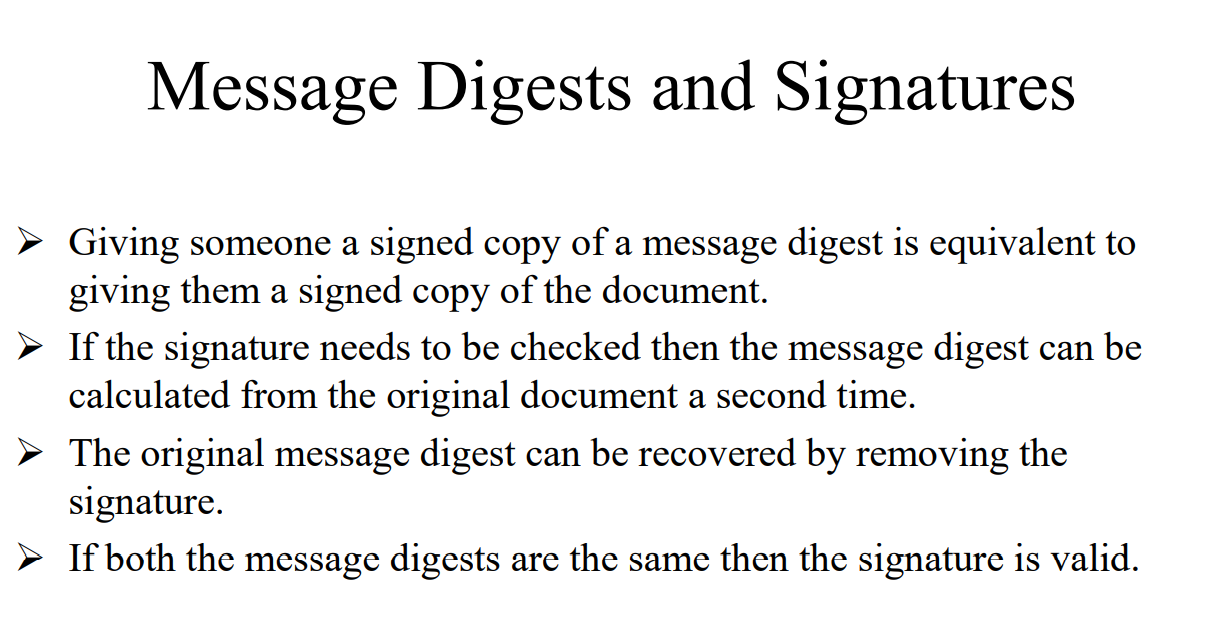 Message Digests and Signatures
➢ Giving someone a signed copy of a message digest is equivalent to
giving them a signed copy of the document.
➢ If the signature needs to be checked then the message digest can be
calculated from the original document a second time.
➢ The original message digest can be recovered by removing the
signature.
➢ If both the message digests are the same then the signature is valid.